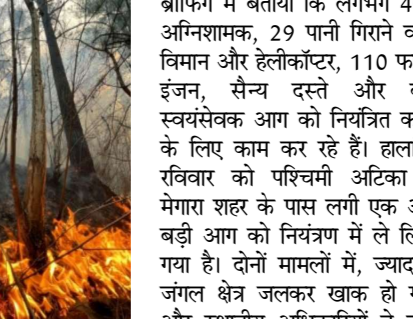 ब्रीफिंग में बताया कि लगभग
अग्निशामक, 29 पानी गिराने
विमान और हेलीकॉप्टर, 110
इंजन, सैन्य दस्ते और
स्वयंसेवक आग को नियंत्रित
के लिए काम कर रहे हैं।
रविवार को पश्चिमी अटिका
मेगारा शहर के पास लगी एक
बड़ी आग को नियंत्रण में ले
गया है। दोनों मामलों में,
जंगल क्षेत्र जलकर खाक हो